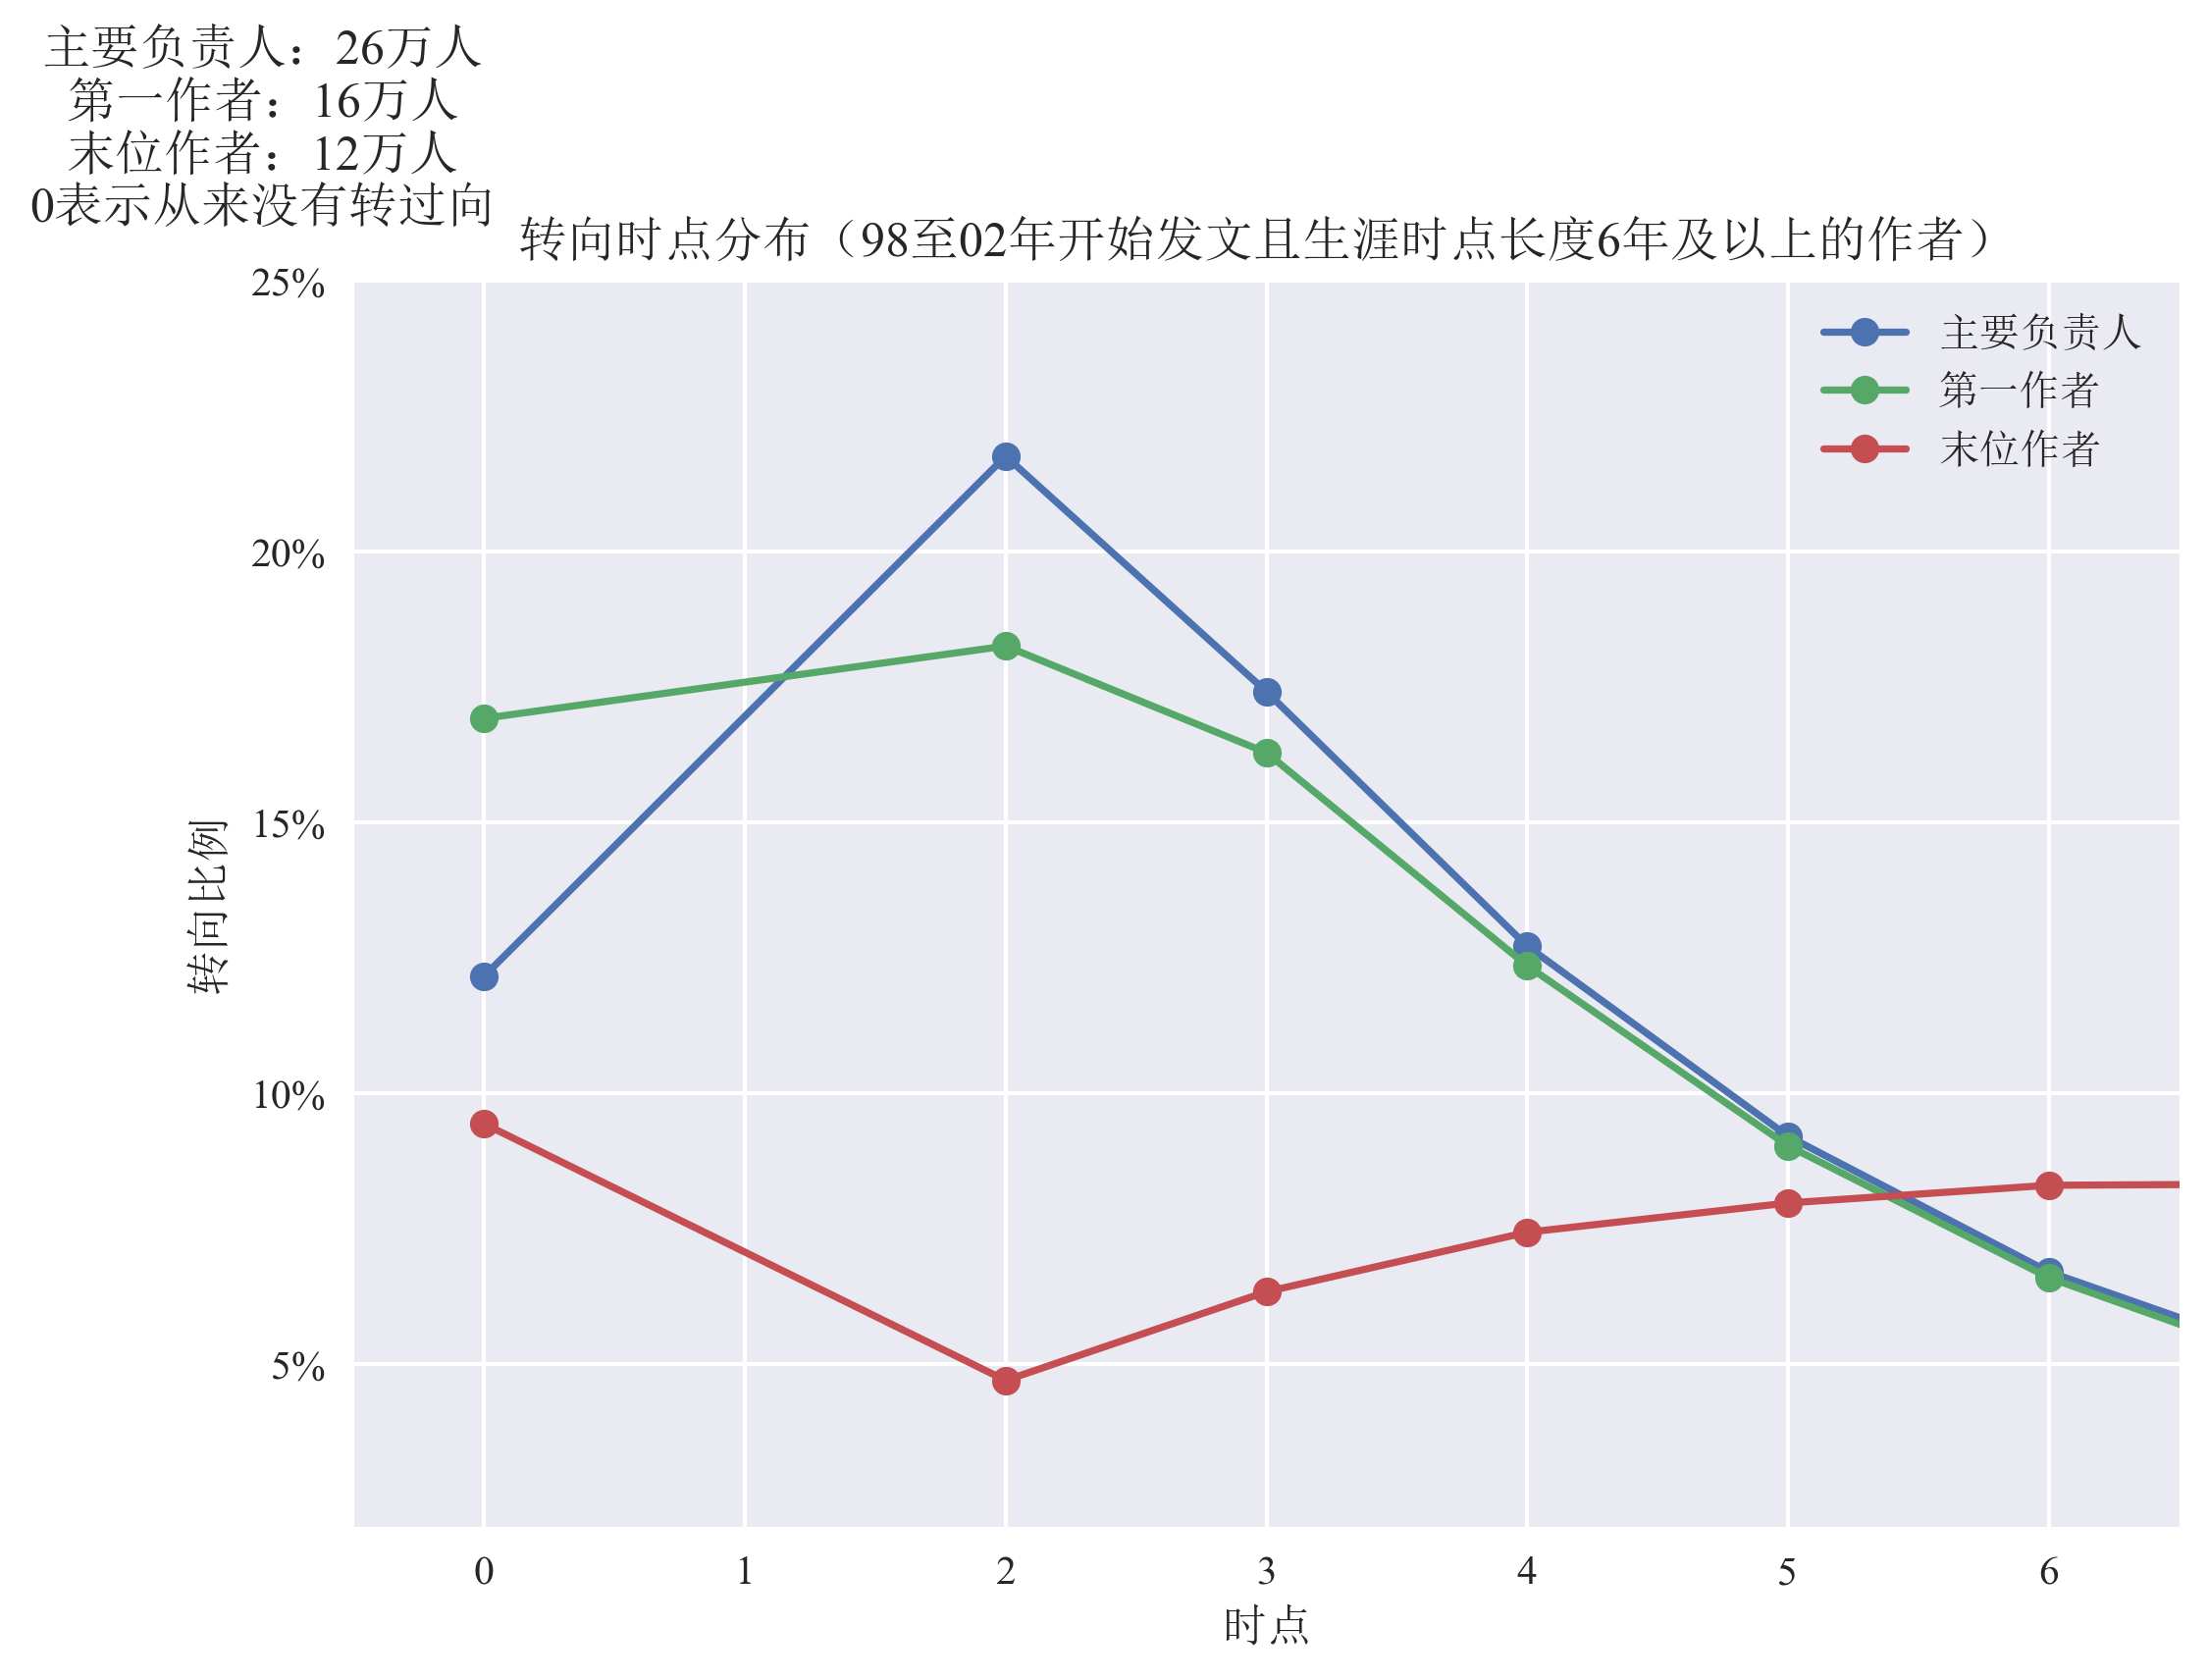 主要负责人：26万人
第一作者：16万人
末位作者：12万人
0表示从来没有转过向
转向时点分布（98至02年开始发文且生涯时点长度6年及以上的作者）
25%
20%
15%
10%
5%
转向比例
主要负责人
第一作者
末位作者
0 1 2 3 4 5 6
时点